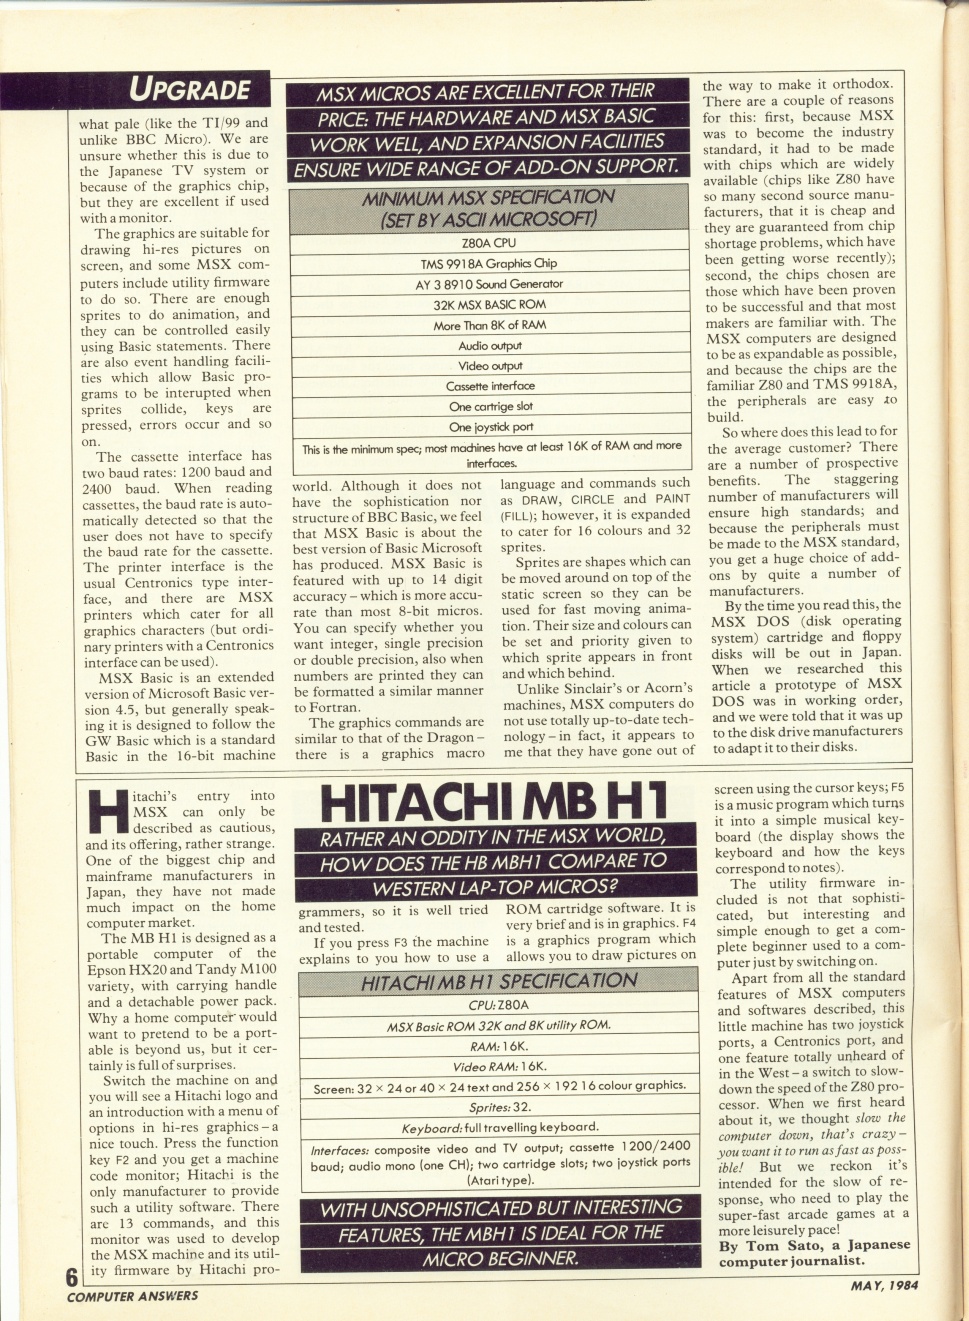 UPGRADE
what pale (like the TI/99 and
unlike BBC Micro). We are
unsure whether this is due to
the Japanese TV system or
because of the graphics chip,
but they are excellent if used
with a monitor.
The graphics are suitable for
drawing hi-res pictures on
screen, and some MSX com-
puters include utility firmware
to do so. There are enough
sprites to do animation, and
they can be controlled easily
using Basic statements. There
are also event handling facili-
ties which allow Basic pro-
grams to be interupted when
sprites collide, keys are
pressed, errors occur and so
on.
The cassette interface has
two baud rates: 1200 baud and
2400 baud. When reading
cassettes, the baud rate is auto-
matically detected so that the
user does not have to specify
the baud rate for the cassette.
The printer interface is the
usual Centronics type inter-
face, and there are MSX
printers which cater for all
graphics characters (but ordi-
nary printers with a Centronics
interface can be used).
MSX Basic is an extended
version of Microsoft Basic ver-
sion 4.5, but generally speak-
ing it is designed to follow the
GW Basic which is a standard
Basic in the 16-bit machine
MSX MICROS ARE EXCELLENT FOR THEIR
PRICE: THE HARDWARE AND MSX BASIC
WORK WELL, AND EXPANSION FACILITIES
ENSURE WIDE RANGE OF ADD-ON SUPPORT.
MINIMUM MSX SPECIFICATION
(SET BY ASCII MICROSOFT)
Z80A CPU
TMS 9918A Graphics Chip
AY 3 8910 Sound Generator
32K MSX BASIC ROM
More Than 8K of RAM
Audio output
Video output
Cassette interface
One cartrige slot
One joystick port
This is the minimum spec; most machines have at least 16K of RAM and more
interfaces.
world. Although it does not
have the sophistication nor
structure of BBC Basic, we feel
that MSX Basic is about the
best version of Basic Microsoft
has produced. MSX Basic is
featured with up to 14 digit
accuracy – which is more accu-
rate than most 8-bit micros.
You can specify whether you
want integer, single precision
or double precision, also when
numbers are printed they can
be formatted a similar manner
to Fortran.
The graphics commands are
similar to that of the Dragon –
there is a graphics macro
language and commands such
as DRAW, CIRCLE and PAINT
(FILL); however, it is expanded
to cater for 16 colours and 32
sprites.
Sprites are shapes which can
be moved around on top of the
static screen so they can be
used for fast moving anima-
tion. Their size and colours can
be set and priority given to
which sprite appears in front
and which behind.
Unlike Sinclair's or Acorn's
machines, MSX computers do
not use totally up-to-date tech-
nology – in fact, it appears to
me that they have gone out of
the way to make it orthodox.
There are a couple of reasons
for this: first, because MSX
was to become the industry
standard, it had to be made
with chips which are widely
available (chips like Z80 have
so many second source manu-
facturers, that it is cheap and
they are guaranteed from chip
shortage problems, which have
been getting worse recently);
second, the chips chosen are
those which have been proven
to be successful and that most
makers are familiar with. The
MSX computers are designed
to be as expandable as possible,
and because the chips are the
familiar Z80 and TMS 9918A,
the peripherals are easy to
build.
So where does this lead to for
the average customer? There
are a number of prospective
benefits. The staggering
number of manufacturers will
ensure high standards; and
because the peripherals must
be made to the MSX standard,
you get a huge choice of add-
ons by quite a number of
manufacturers.
By the time you read this, the
MSX DOS (disk operating
system) cartridge and floppy
disks will be out in Japan.
When we researched this
article a prototype of MSX
DOS was in working order,
and we were told that it was up
to the disk drive manufacturers
to adapt it to their disks.
HITACHI MB H1
RATHER AN ODDITY IN THE MSX WORLD,
HOW DOES THE HB MBH1 COMPARE TO
WESTERN LAP-TOP MICROS?
Hitachi's entry into
MSX can only be
described as cautious,
and its offering, rather strange.
One of the biggest chip and
mainframe manufacturers in
Japan, they have not made
much impact on the home
computer market.
The MB H1 is designed as a
portable computer of the
Epson HX20 and Tandy M100
variety, with carrying handle
and a detachable power pack.
Why a home computer would
want to pretend to be a port-
able is beyond us, but it cer-
tainly is full of surprises.
Switch the machine on and
you will see a Hitachi logo and
an introduction with a menu of
options in hi-res graphics – a
nice touch. Press the function
key F2 and you get a machine
code monitor; Hitachi is the
only manufacturer to provide
such a utility software. There
are 13 commands, and this
monitor was used to develop
the MSX machine and its util-
ity firmware by Hitachi pro-
grammers, so it is well tried
and tested.
If you press F3 the machine
explains to you how to use a
ROM cartridge software. It is
very brief and is in graphics. F4
is a graphics program which
allows you to draw pictures on
HITACHI MB H1 SPECIFICATION
CPU: Z80A
MSX Basic ROM 32K and 8K utility ROM.
RAM: 16K.
Video RAM: 16K.
Screen: 32 × 24 or 40 × 24 text and 256 × 192 16 colour graphics.
Sprites: 32.
Keyboard: full travelling keyboard.
Interfaces: composite video and TV output; cassette 1200/2400
baud; audio mono (one CH); two cartridge slots; two joystick ports
(Atari type).
WITH UNSOPHISTICATED BUT INTERESTING
FEATURES, THE MBH1 IS IDEAL FOR THE
MICRO BEGINNER.
screen using the cursor keys; F5
is a music program which turns
it into a simple musical key-
board (the display shows the
keyboard and how the keys
correspond to notes).
The utility firmware in-
cluded is not that sophisti-
cated, but interesting and
simple enough to get a com-
plete beginner used to a com-
puter just by switching on.
Apart from all the standard
features of MSX computers
and softwares described, this
little machine has two joystick
ports, a Centronics port, and
one feature totally unheard of
in the West – a switch to slow-
down the speed of the Z80 pro-
cessor. When we first heard
about it, we thought slow the
computer down, that's crazy –
you want it to run as fast as poss-
ible! But we reckon it's
intended for the slow of re-
sponse, who need to play the
super-fast arcade games at a
more leisurely pace!
By Tom Sato, a Japanese
computer journalist.
6
COMPUTER ANSWERS
MAY, 1984